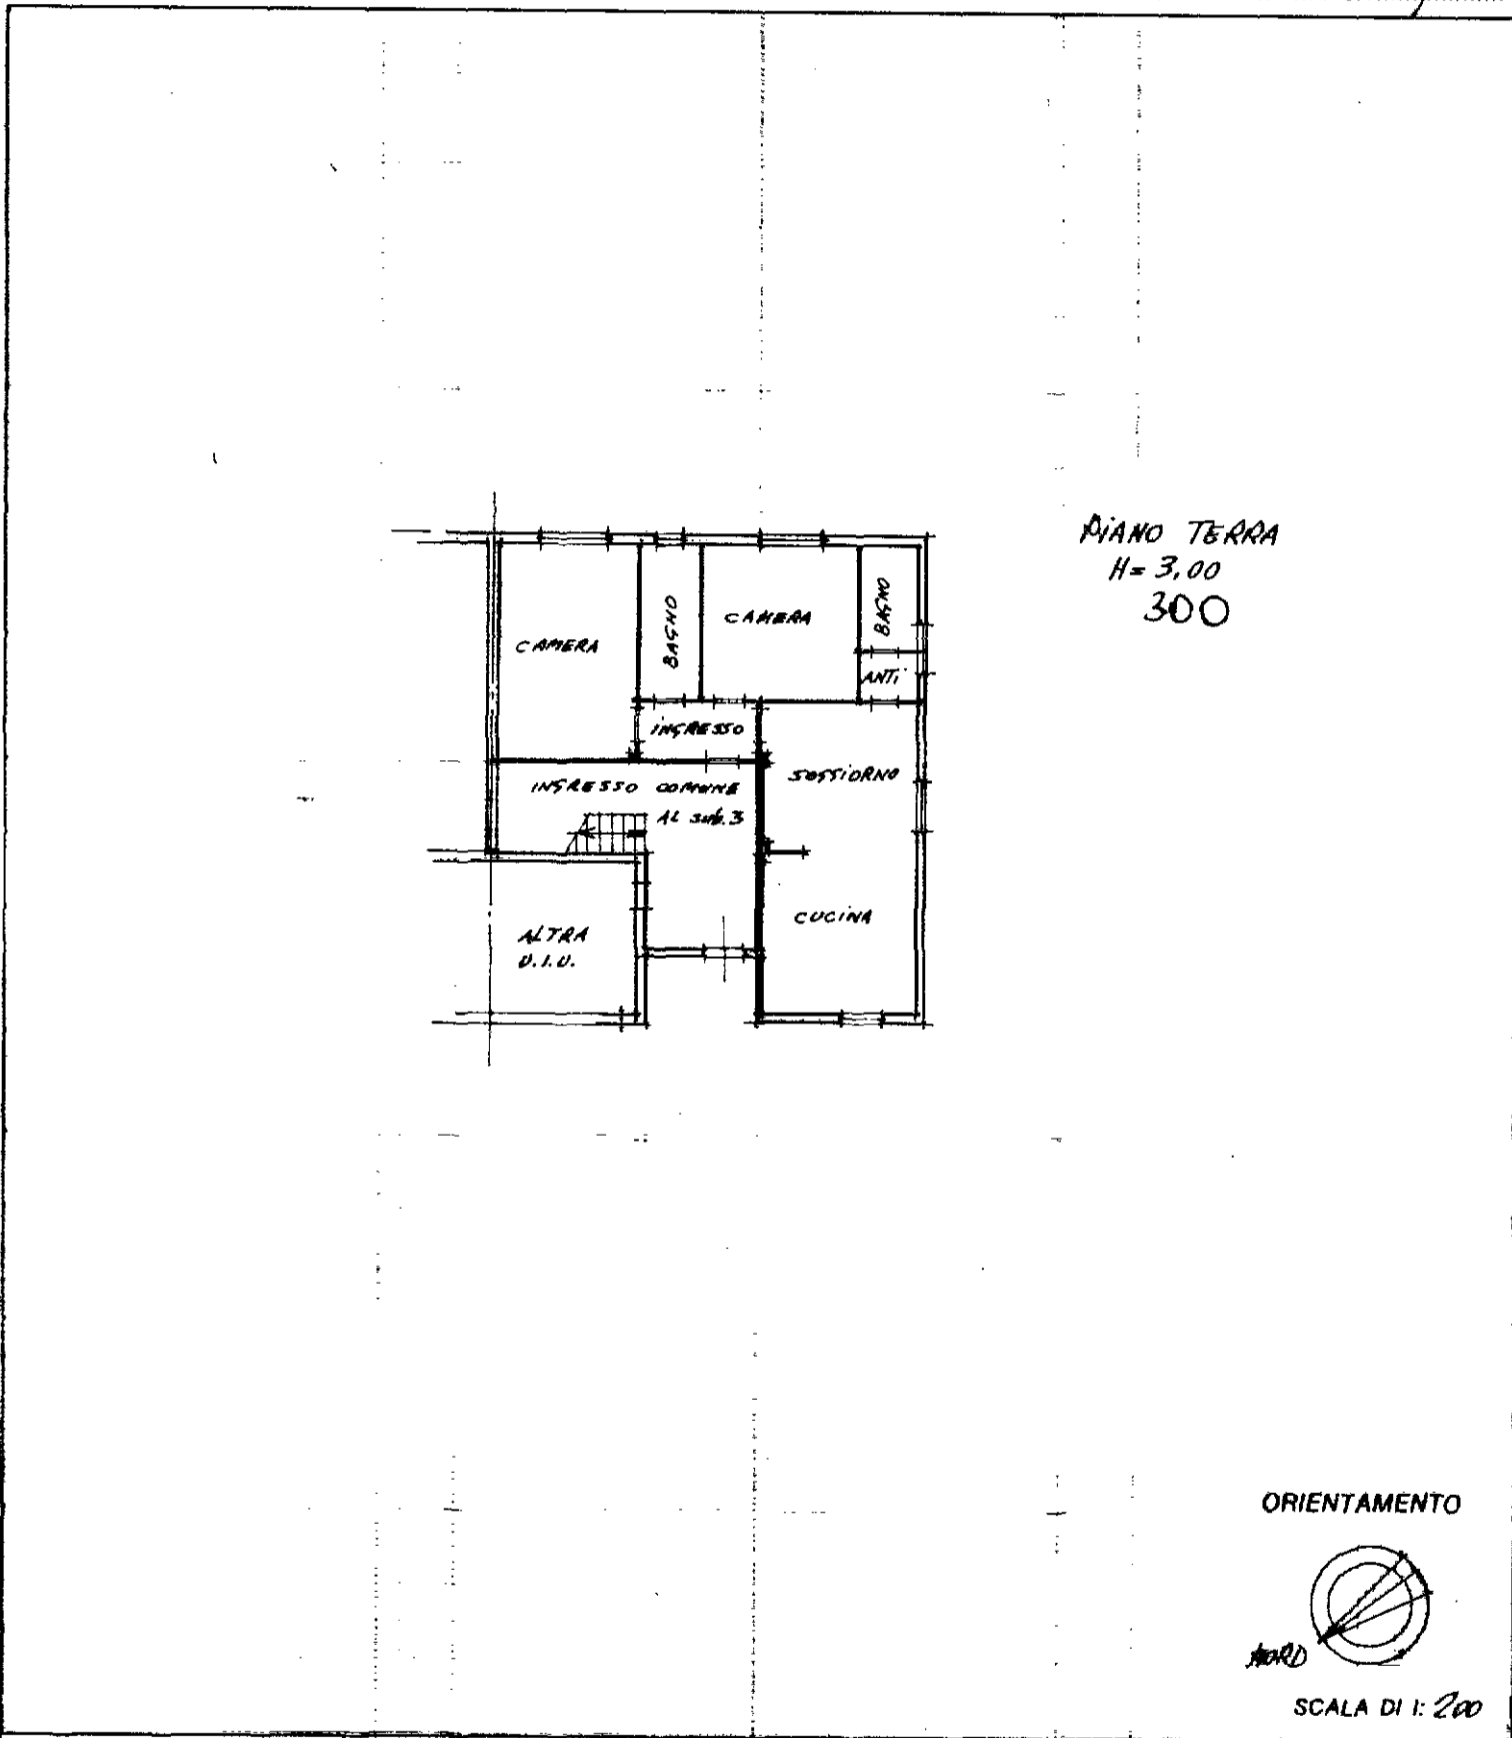 PIANO TERRA
H= 3,00
300
CAMERA
BAGNO
CAMERA
BAGNO
ANTI
INGRESSO
INGRESSO COMUNE
AL SUB.3
SOGGIORNO
CUCINA
ALTRA
U.I.U.
ORIENTAMENTO
NORD
SCALA DI 1: 200